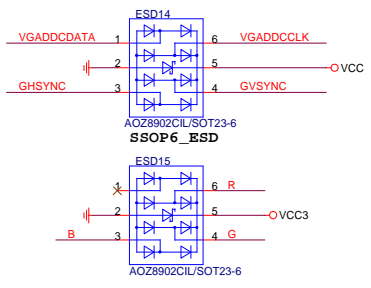 ESD14
VGADDCDATA 1 6 VGADDCCLK
2 5 VCC
GHSYNC 3 4 GVSYNC
AOZ8902CIL/SOT23-6
SSOP6_ESD
ESD15
1 6 R
2 5 VCC3
B 3 4 G
AOZ8902CIL/SOT23-6